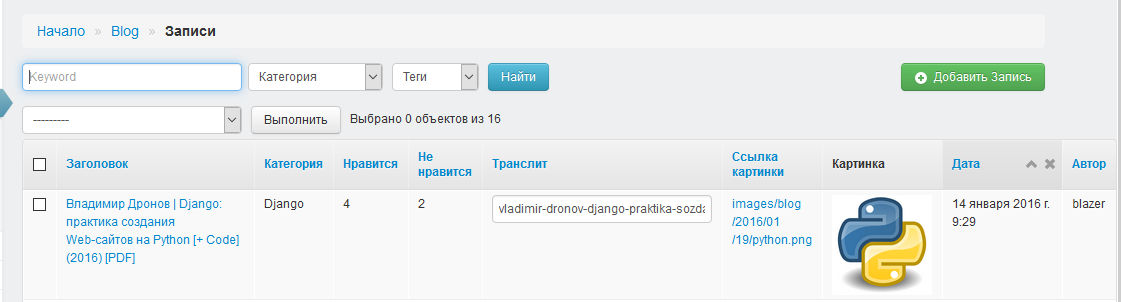 Начало » Blog » Записи
Keyword Категория Теги Найти Добавить Запись
--------- Выполнить Выбрано 0 объектов из 16
Заголовок Категория Нравится Не нравится Транслит Ссылка картинки Картинка Дата Автор
Владимир Дронов | Django: практика создания Web-сайтов на Python [+ Code] (2016) [PDF] Django 4 2 vladimir-dronov-django-praktika-sozda images/blog/2016/01/19/python.png 14 января 2016 г. 9:29 blazer